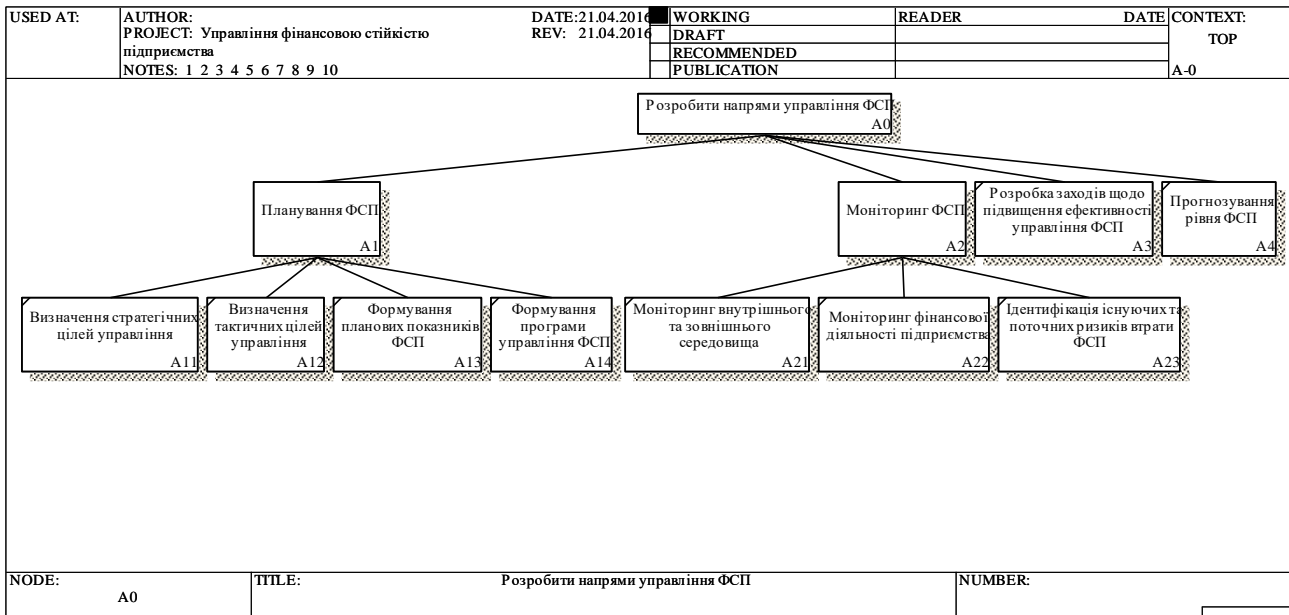 USED AT:
AUTHOR:
DATE:21.04.2016
PROJECT: Управління фінансовою стійкістю
REV: 21.04.2016
підприємства
NOTES: 1 2 3 4 5 6 7 8 9 10
WORKING
DRAFT
RECOMMENDED
PUBLICATION
READER
DATE
CONTEXT:
TOP
A-0
Розробити напрями управління ФСП
A0
Планування ФСП
A1
Моніторинг ФСП
A2
Розробка заходів щодо
підвищення ефективності
управління ФСП
A3
Прогнозування
рівня ФСП
A4
Визначення стратегічних
цілей управління
A11
Визначення
тактичних цілей
управління
A12
Формування
планових показників
ФСП
A13
Формування
програми
управління ФСП
A14
Моніторинг внутрішнього
та зовнішнього
середовища
A21
Моніторинг фінансової
діяльності підприємства
A22
Ідентифікація існуючих та
поточних ризиків втрати
ФСП
A23
NODE:
A0
TITLE:
Розробити напрями управління ФСП
NUMBER: